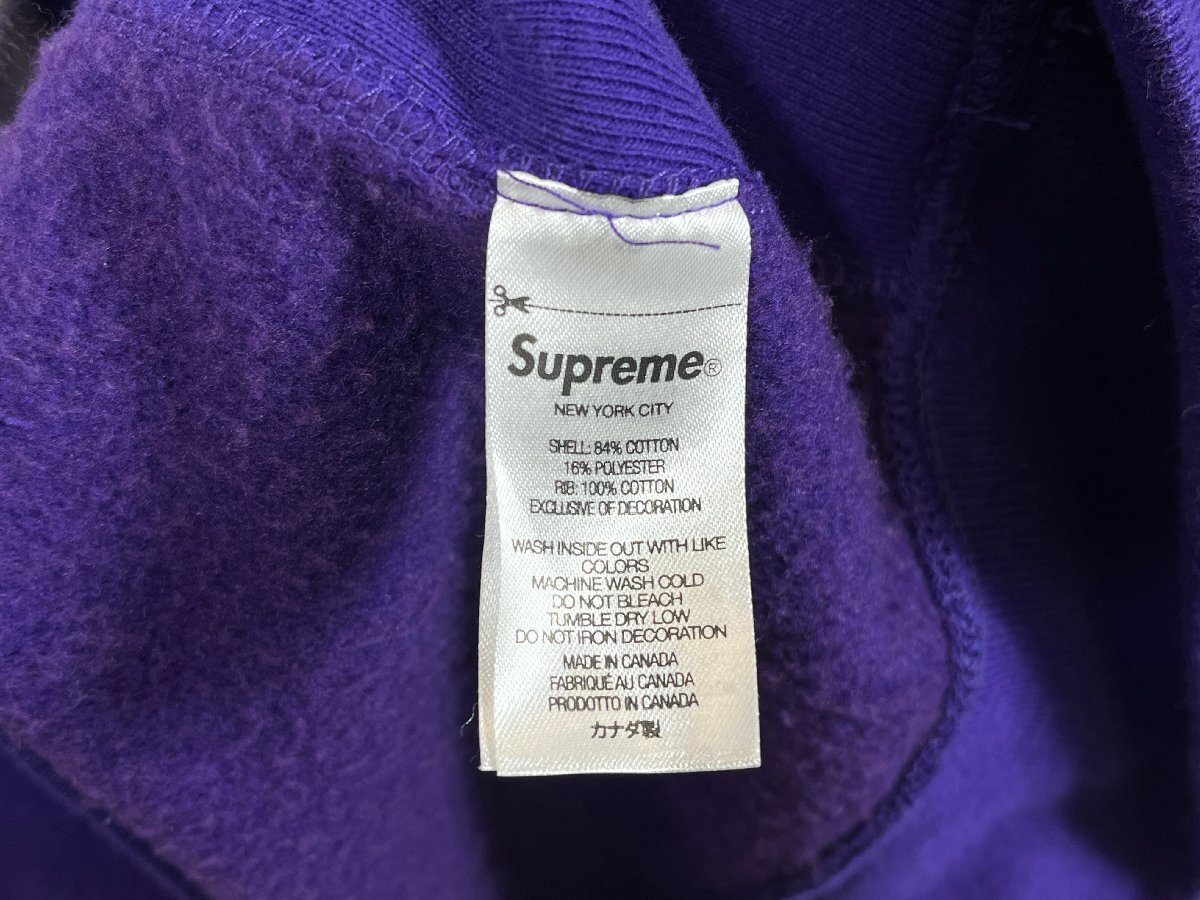 Supreme®
NEW YORK CITY
SHELL: 84% COTTON
16% POLYESTER
RIB: 100% COTTON
EXCLUSIVE OF DECORATION
WASH INSIDE OUT WITH LIKE
COLORS
MACHINE WASH COLD
DO NOT BLEACH
TUMBLE DRY LOW
DO NOT IRON DECORATION
MADE IN CANADA
FABRIQUÉ AU CANADA
PRODOTTO IN CANADA
カナダ製